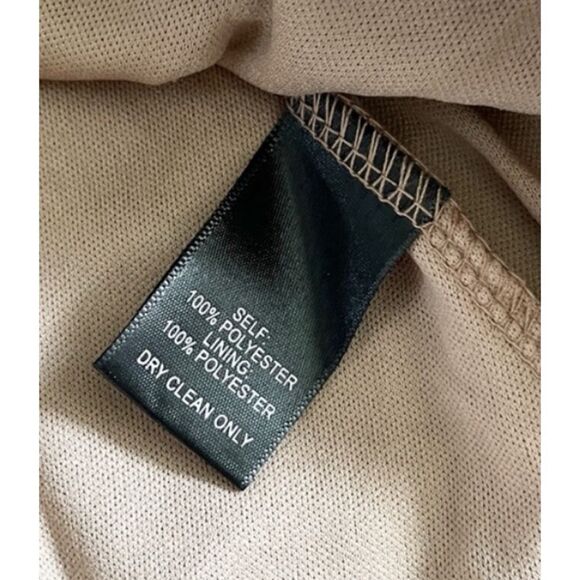 SELF:
100% POLYESTER
LINING:
100% POLYESTER
DRY CLEAN ONLY